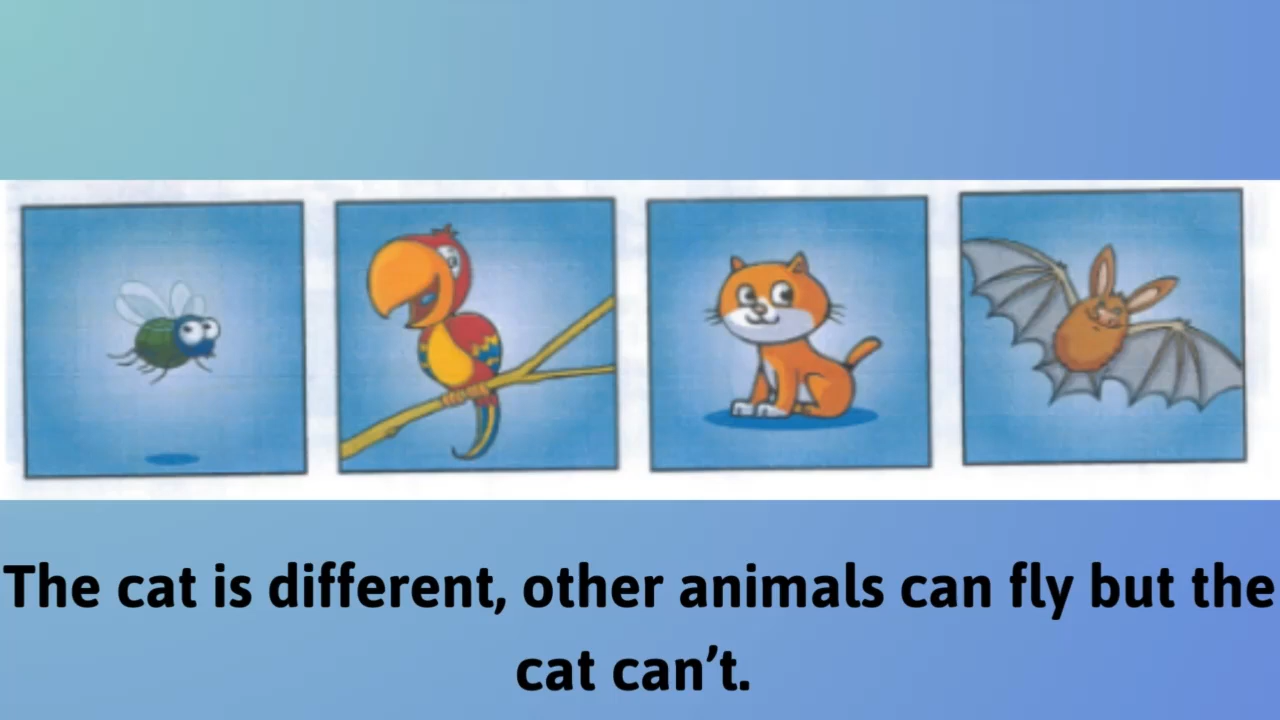 The cat is different, other animals can fly but the
cat can’t.